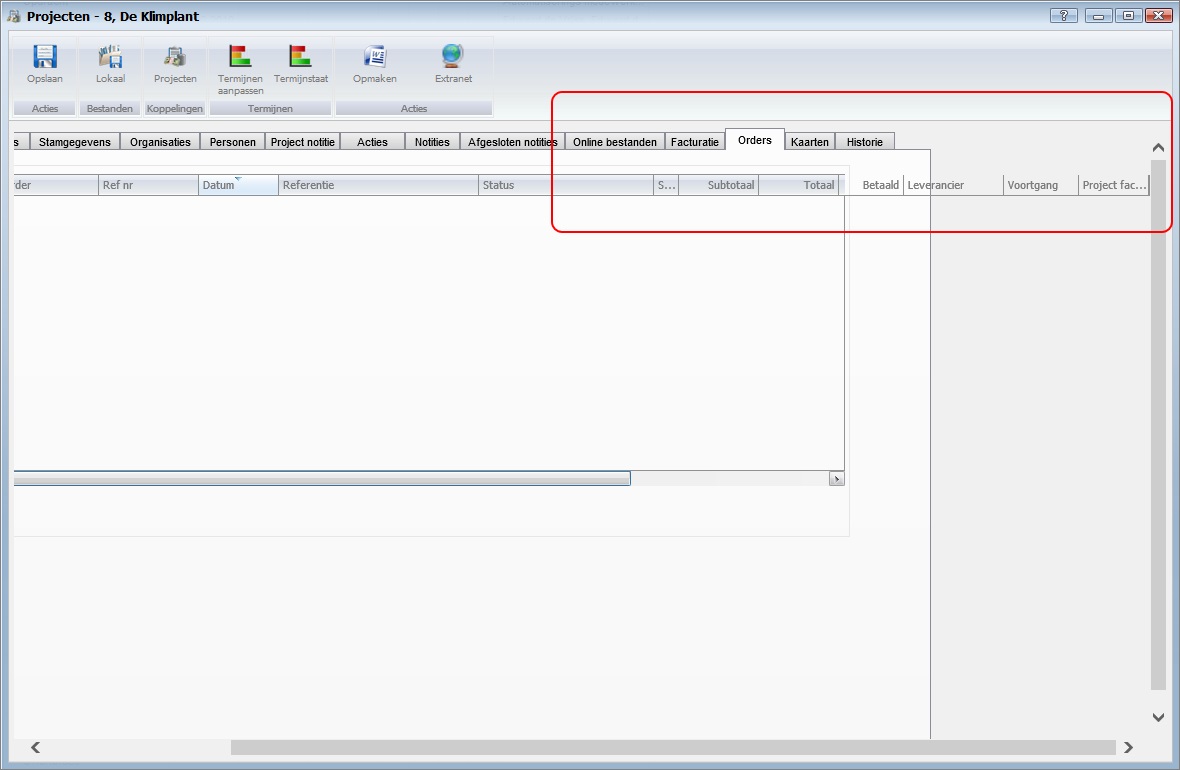 Projecten - 8, De Klimplant
?
Opslaan
Lokaal
Projecten
Termijnen
aanpassen
Termijnstaat
Opmaken
Extranet
Acties
Bestanden
Koppelingen
Termijnen
Acties
s Stamgegevens Organisaties Personen Project notitie Acties Notities Afgesloten notities Online bestanden Facturatie Orders Kaarten Historie
rder Ref nr Datum Referentie Status S... Subtotaal Totaal Betaald Leverancier Voortgang Project fac...